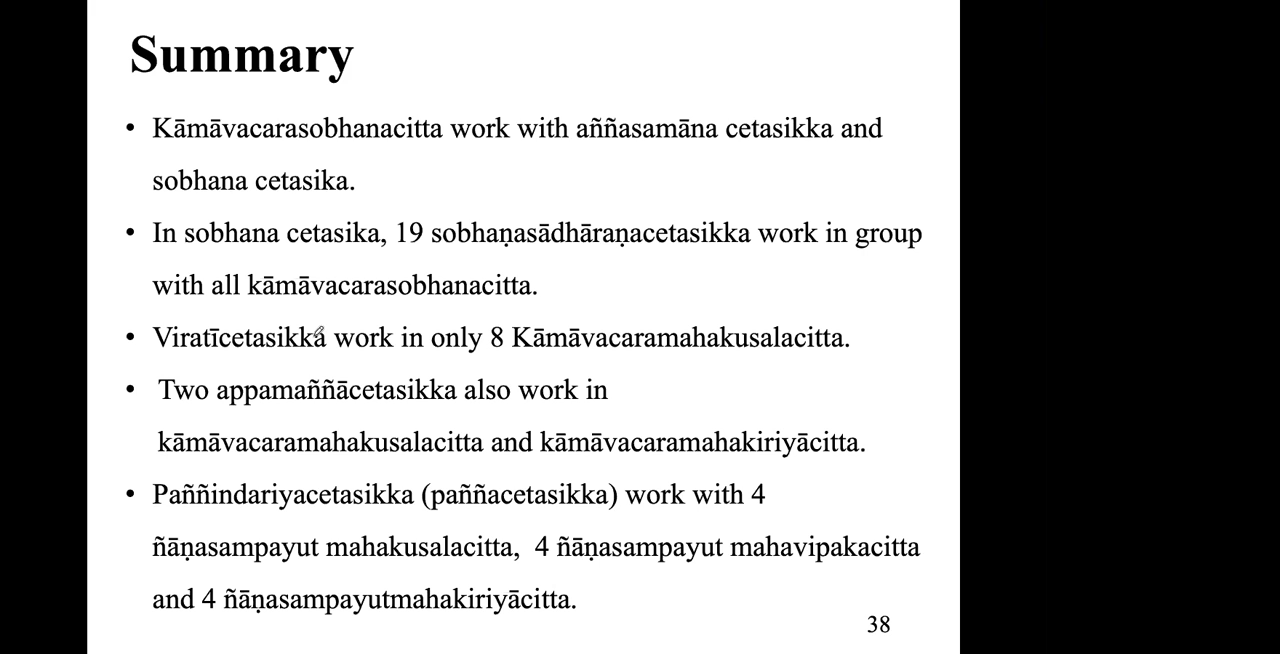 Summary
• Kāmāvacarasobhanacitta work with aññasamāna cetasikka and
sobhana cetasika.
• In sobhana cetasika, 19 sobhaṇasādhāraṇacetasikka work in group
with all kāmāvacarasobhanacitta.
• Viratīcetasikka work in only 8 Kāmāvacaramahakusalacitta.
• Two appamaññācetasikka also work in
kāmāvacaramahakusalacitta and kāmāvacaramahakiriyācitta.
• Paññindariyacetasikka (paññacetasikka) work with 4
ñāṇasampayut mahakusalacitta, 4 ñāṇasampayut mahavipakacitta
and 4 ñāṇasampayutmahakiriyācitta.
38